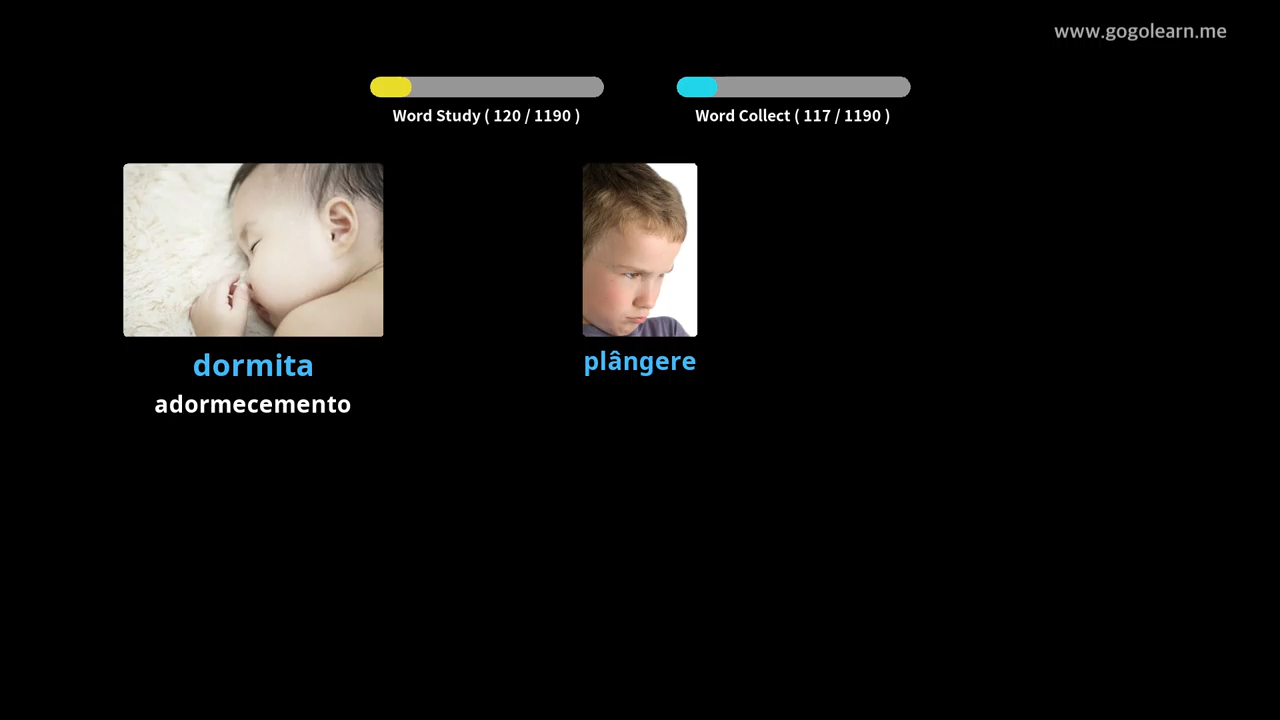 www.gogolearn.me
Word Study ( 120 / 1190 )
Word Collect ( 117 / 1190 )
dormita
adormecemento
plângere